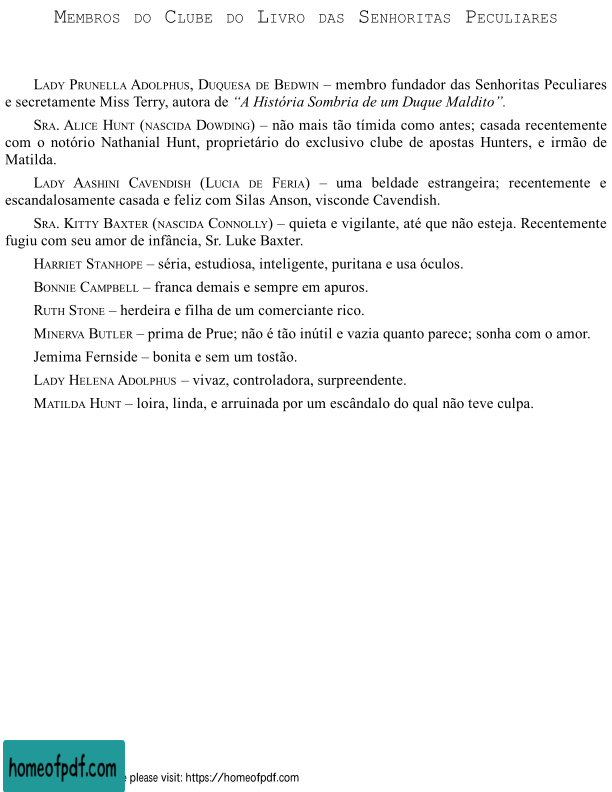 Membros do Clube do Livro das Senhoritas Peculiares
Lady Prunella Adolphus, Duquesa de Bedwin – membro fundador das Senhoritas Peculiares
e secretamente Miss Terry, autora de “A História Sombria de um Duque Maldito”.
Sra. Alice Hunt (nascida Dowding) – não mais tão tímida como antes; casada recentemente
com o notório Nathanial Hunt, proprietário do exclusivo clube de apostas Hunters, e irmão de
Matilda.
Lady Aashini Cavendish (Lucia de Feria) – uma beldade estrangeira; recentemente e
escandalosamente casada e feliz com Silas Anson, visconde Cavendish.
Sra. Kitty Baxter (nascida Connolly) – quieta e vigilante, até que não esteja. Recentemente
fugiu com seu amor de infância, Sr. Luke Baxter.
Harriet Stanhope – séria, estudiosa, inteligente, puritana e usa óculos.
Bonnie Campbell – franca demais e sempre em apuros.
Ruth Stone – herdeira e filha de um comerciante rico.
Minerva Butler – prima de Prue; não é tão inútil e vazia quanto parece; sonha com o amor.
Jemima Fernside – bonita e sem um tostão.
Lady Helena Adolphus – vivaz, controladora, surpreendente.
Matilda Hunt – loira, linda, e arruinada por um escândalo do qual não teve culpa.
homeofpdf.com please visit: https://homeofpdf.com